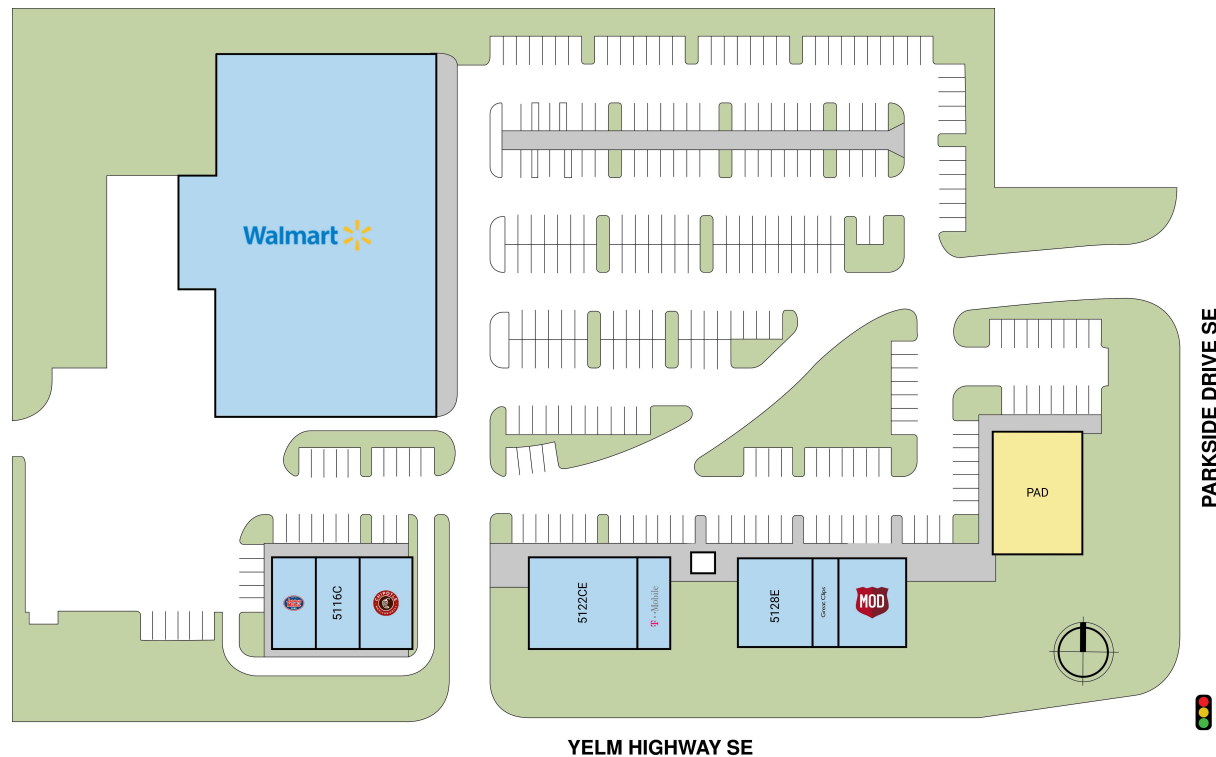 Walmart
PARKSIDE DRIVE SE
PAD
5116C
5122CE
T··Mobile
5128E
Great Clips
MOD
YELM HIGHWAY SE